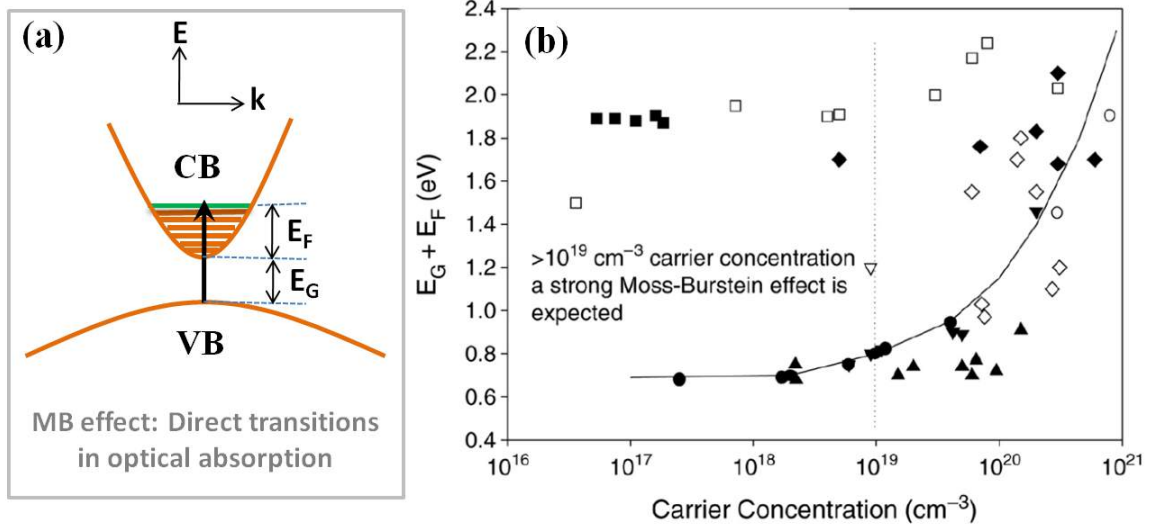 (a)
E
k
CB
E_F
E_G
VB
MB effect: Direct transitions
in optical absorption
(b)
E_G + E_F (eV)
2.4
2.2
2.0
1.8
1.6
1.4
1.2
1.0
0.8
0.6
0.4
>10^19 cm^−3 carrier concentration
a strong Moss-Burstein effect is
expected
10^16 10^17 10^18 10^19 10^20 10^21
Carrier Concentration (cm^−3)